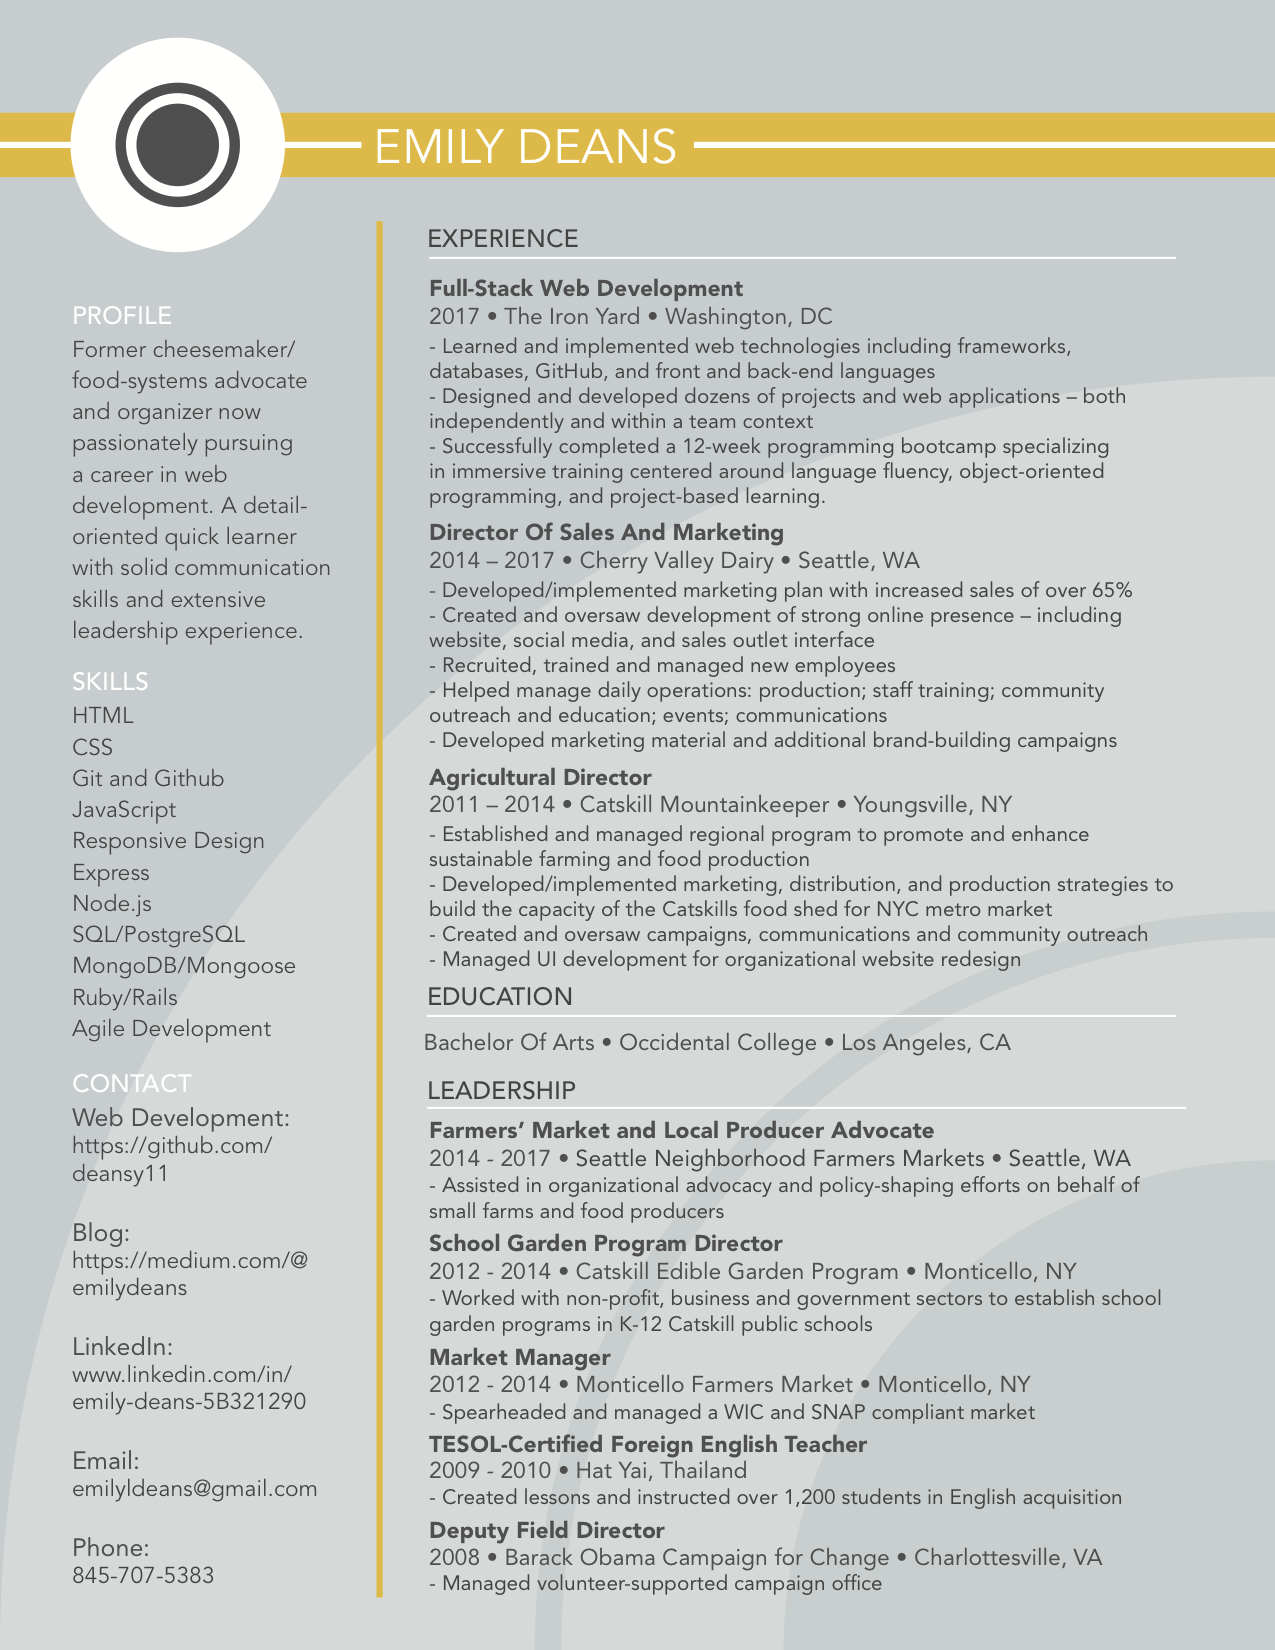 EMILY DEANS
PROFILE
Former cheesemaker/
food-systems advocate
and organizer now
passionately pursuing
a career in web
development. A detail-
oriented quick learner
with solid communication
skills and extensive
leadership experience.
SKILLS
HTML
CSS
Git and Github
JavaScript
Responsive Design
Express
Node.js
SQL/PostgreSQL
MongoDB/Mongoose
Ruby/Rails
Agile Development
CONTACT
Web Development:
https://github.com/
deansy11
Blog:
https://medium.com/@
emilydeans
LinkedIn:
www.linkedin.com/in/
emily-deans-5B321290
Email:
emilyldeans@gmail.com
Phone:
845-707-5383
EXPERIENCE
Full-Stack Web Development
2017 • The Iron Yard • Washington, DC
- Learned and implemented web technologies including frameworks,
databases, GitHub, and front and back-end languages
- Designed and developed dozens of projects and web applications – both
independently and within a team context
- Successfully completed a 12-week programming bootcamp specializing
in immersive training centered around language fluency, object-oriented
programming, and project-based learning.
Director Of Sales And Marketing
2014 – 2017 • Cherry Valley Dairy • Seattle, WA
- Developed/implemented marketing plan with increased sales of over 65%
- Created and oversaw development of strong online presence – including
website, social media, and sales outlet interface
- Recruited, trained and managed new employees
- Helped manage daily operations: production; staff training; community
outreach and education; events; communications
- Developed marketing material and additional brand-building campaigns
Agricultural Director
2011 – 2014 • Catskill Mountainkeeper • Youngsville, NY
- Established and managed regional program to promote and enhance
sustainable farming and food production
- Developed/implemented marketing, distribution, and production strategies to
build the capacity of the Catskills food shed for NYC metro market
- Created and oversaw campaigns, communications and community outreach
- Managed UI development for organizational website redesign
EDUCATION
Bachelor Of Arts • Occidental College • Los Angeles, CA
LEADERSHIP
Farmers’ Market and Local Producer Advocate
2014 - 2017 • Seattle Neighborhood Farmers Markets • Seattle, WA
- Assisted in organizational advocacy and policy-shaping efforts on behalf of
small farms and food producers
School Garden Program Director
2012 - 2014 • Catskill Edible Garden Program • Monticello, NY
- Worked with non-profit, business and government sectors to establish school
garden programs in K-12 Catskill public schools
Market Manager
2012 - 2014 • Monticello Farmers Market • Monticello, NY
- Spearheaded and managed a WIC and SNAP compliant market
TESOL-Certified Foreign English Teacher
2009 - 2010 • Hat Yai, Thailand
- Created lessons and instructed over 1,200 students in English acquisition
Deputy Field Director
2008 • Barack Obama Campaign for Change • Charlottesville, VA
- Managed volunteer-supported campaign office